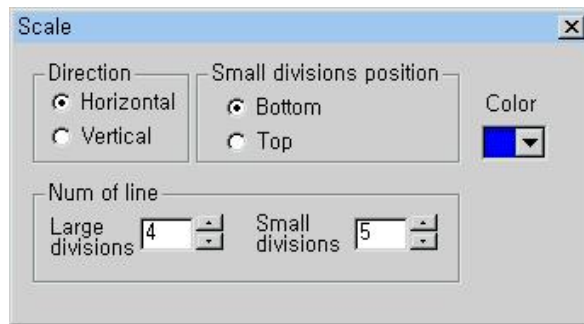 Scale
Direction
Horizontal
Vertical
Small divisions position
Bottom
Top
Color
Num of line
Large
divisions
4
Small
divisions
5